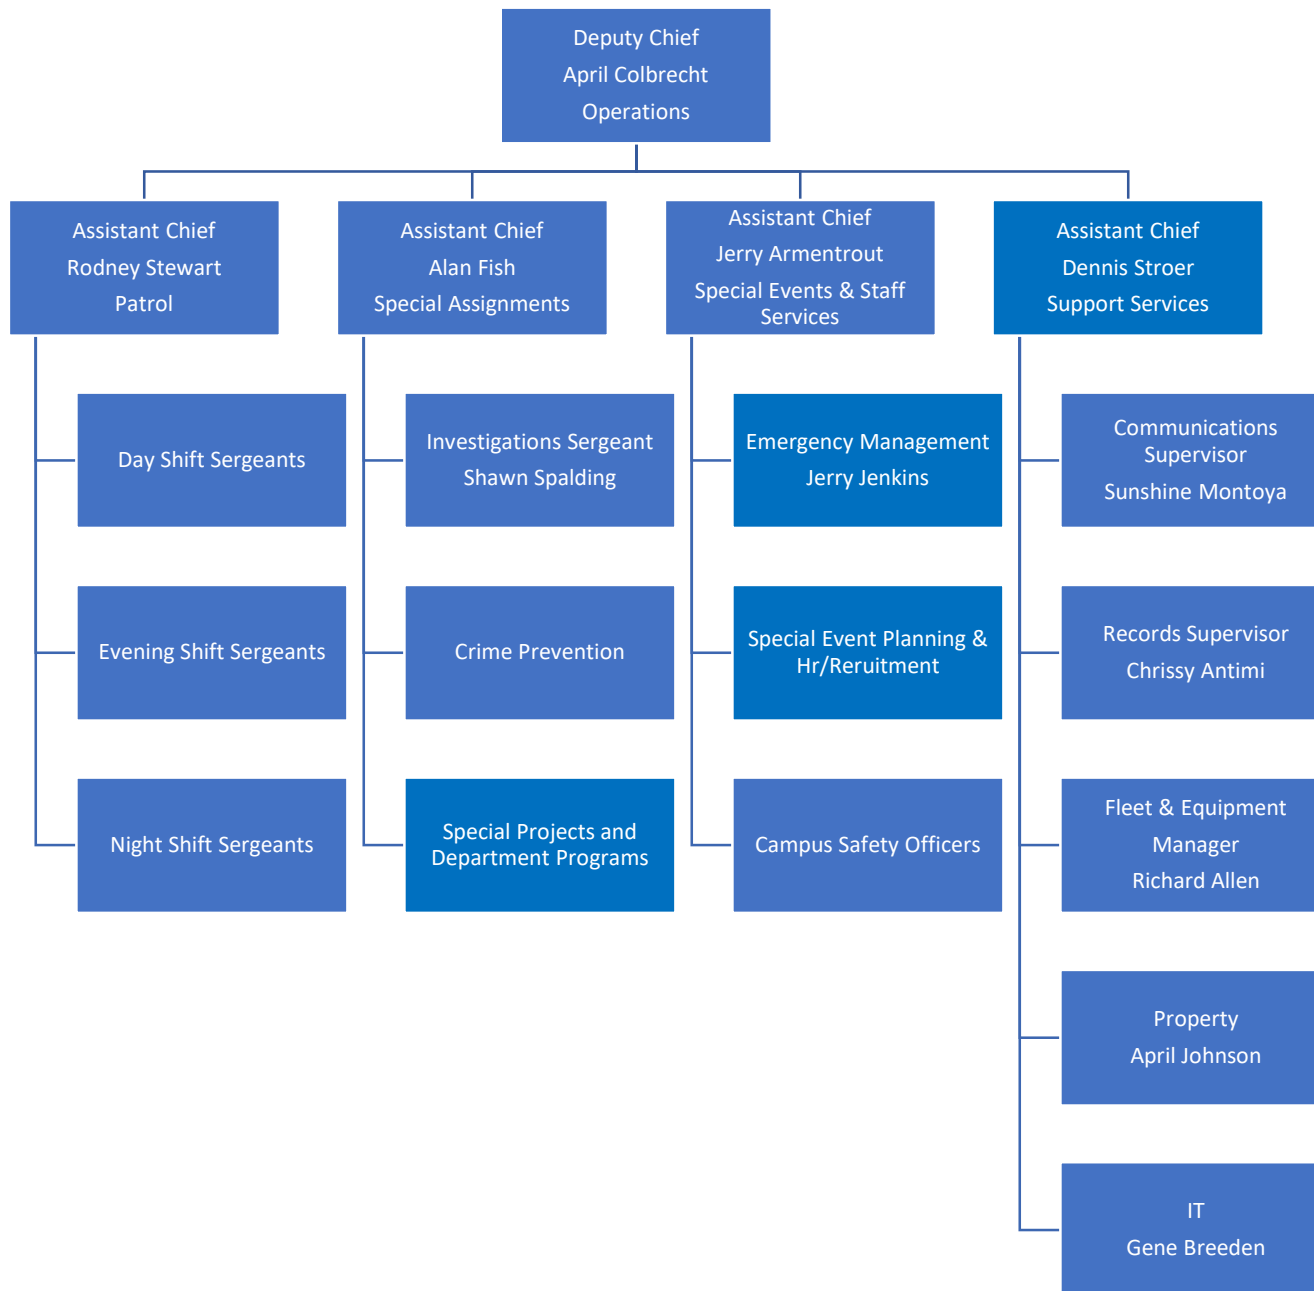 Deputy Chief
April Colbrecht
Operations
Assistant Chief
Rodney Stewart
Patrol
Assistant Chief
Alan Fish
Special Assignments
Assistant Chief
Jerry Armentrout
Special Events & Staff
Services
Assistant Chief
Dennis Stroer
Support Services
Day Shift Sergeants
Investigations Sergeant
Shawn Spalding
Emergency Management
Jerry Jenkins
Communications
Supervisor
Sunshine Montoya
Evening Shift Sergeants
Crime Prevention
Special Event Planning &
Hr/Reruitment
Records Supervisor
Chrissy Antimi
Night Shift Sergeants
Special Projects and
Department Programs
Campus Safety Officers
Fleet & Equipment
Manager
Richard Allen
Property
April Johnson
IT
Gene Breeden